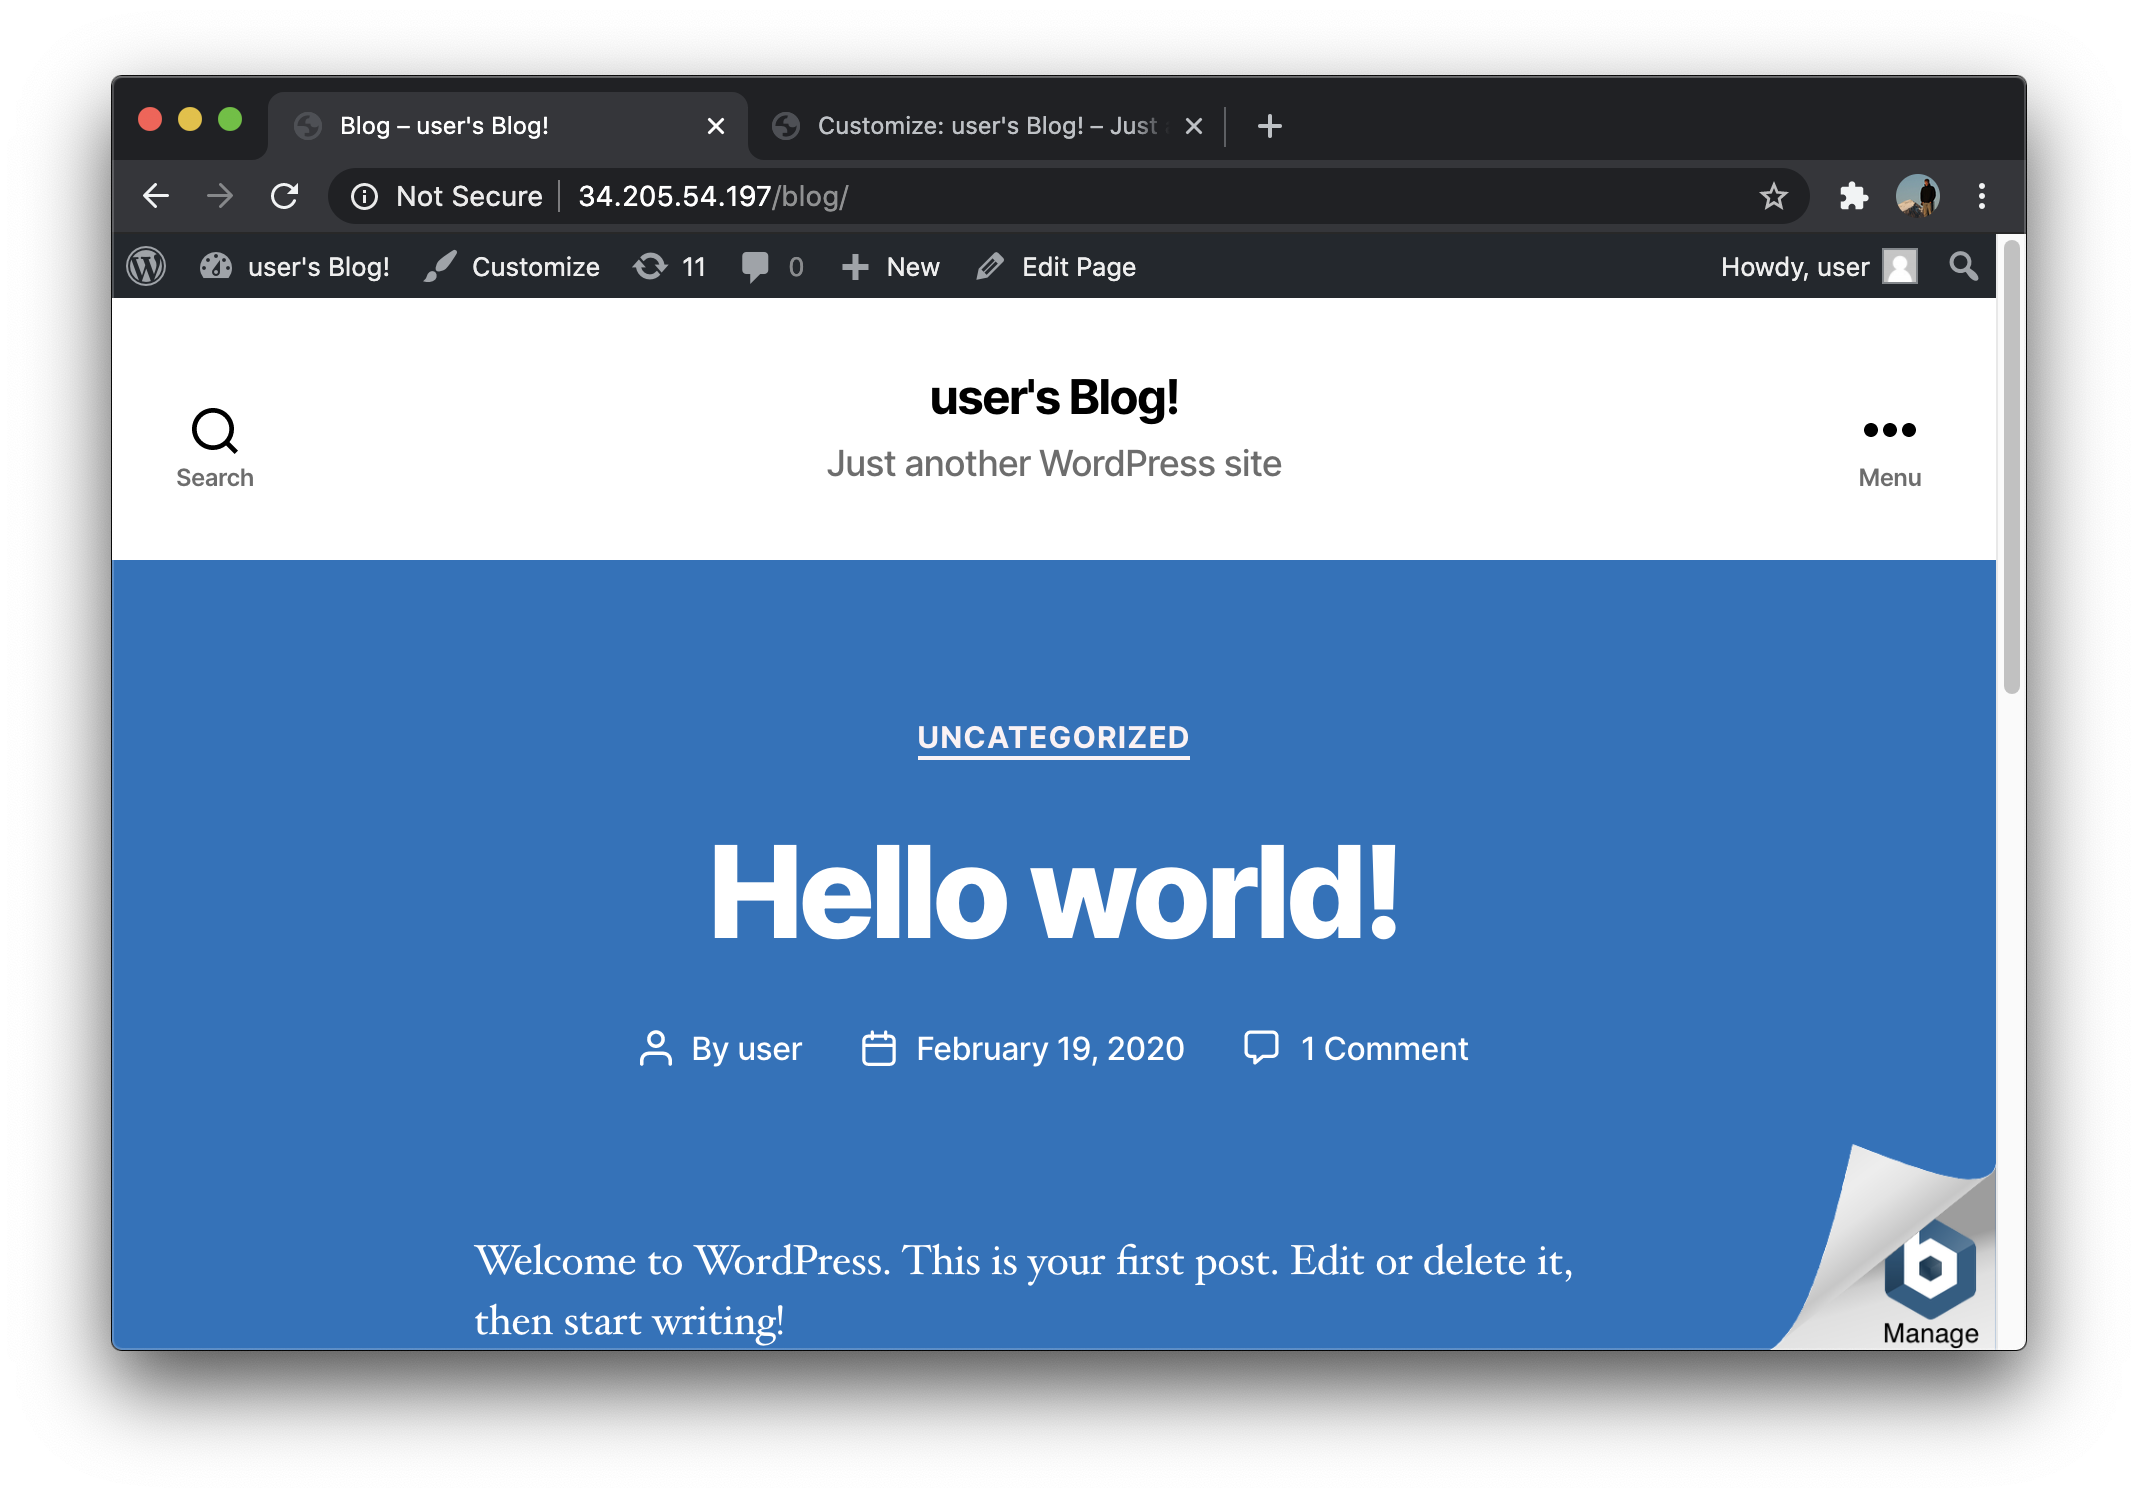 Blog – user's Blog!
Customize: user's Blog! – Just
Not Secure 34.205.54.197/blog/
user's Blog! Customize 11 0 New Edit Page Howdy, user
user's Blog!
Just another WordPress site
Search
Menu
UNCATEGORIZED
Hello world!
By user February 19, 2020 1 Comment
Welcome to WordPress. This is your first post. Edit or delete it,
then start writing!
b
Manage